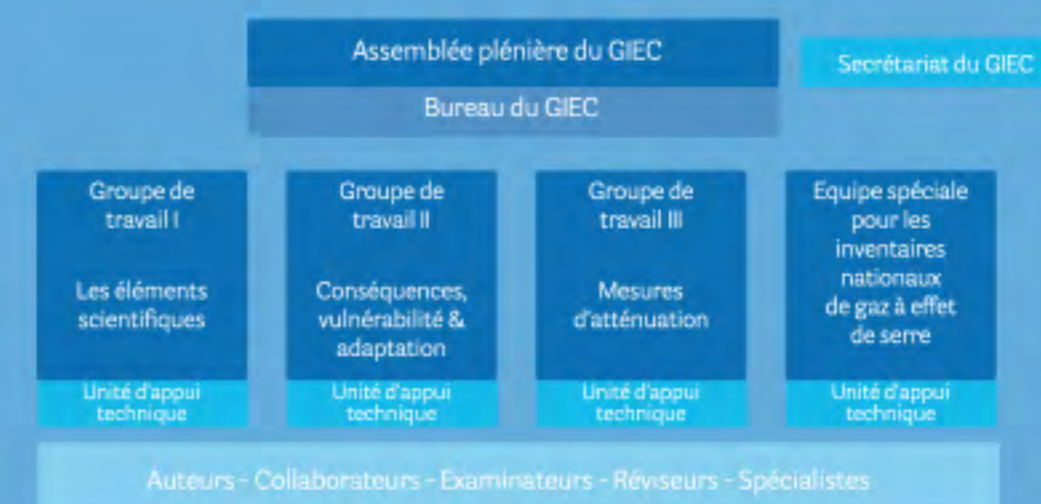 Assemblée plénière du GIEC
Secrétariat du GIEC
Bureau du GIEC
Groupe de
travail I
Les éléments
scientifiques
Unité d'appui
technique
Groupe de
travail II
Conséquences,
vulnérabilité &
adaptation
Unité d'appui
technique
Groupe de
travail III
Mesures
d'atténuation
Unité d'appui
technique
Equipe spéciale
pour les
inventaires
nationaux
de gaz à effet
de serre
Unité d'appui
technique
Auteurs - Collaborateurs - Examinateurs - Réviseurs - Spécialistes